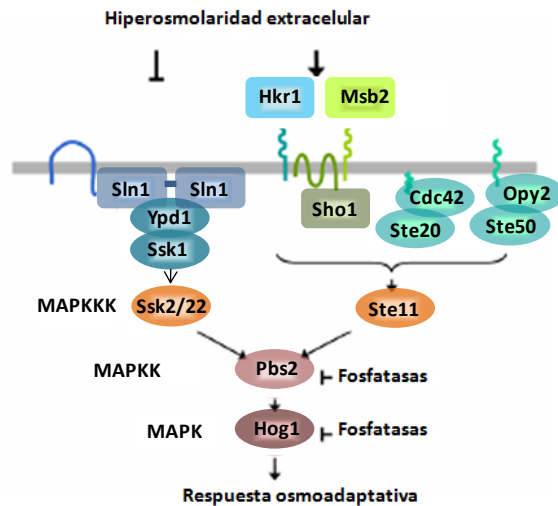 Hiperosmolaridad extracelular
Hkr1
Msb2
Sln1
Sln1
Ypd1
Ssk1
Sho1
Cdc42
Ste20
Opy2
Ste50
MAPKKK
Ssk2/22
Ste11
MAPKK
Pbs2
Fosfatasas
MAPK
Hog1
Fosfatasas
Respuesta osmoadaptativa